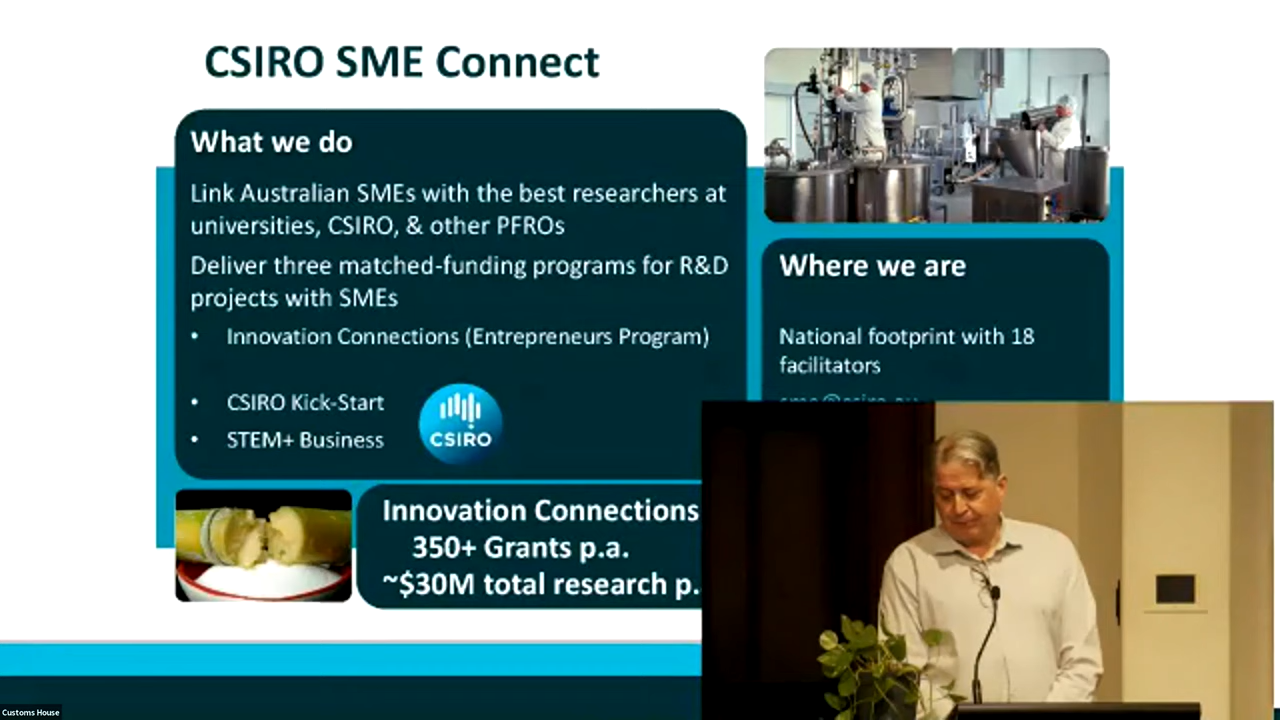 CSIRO SME Connect
What we do
Link Australian SMEs with the best researchers at
universities, CSIRO, & other PFROs
Deliver three matched-funding programs for R&D
projects with SMEs
• Innovation Connections (Entrepreneurs Program)
• CSIRO Kick-Start
• STEM+ Business
CSIRO
Where we are
National footprint with 18
facilitators
Innovation Connections
350+ Grants p.a.
~$30M total research p.
Customs House